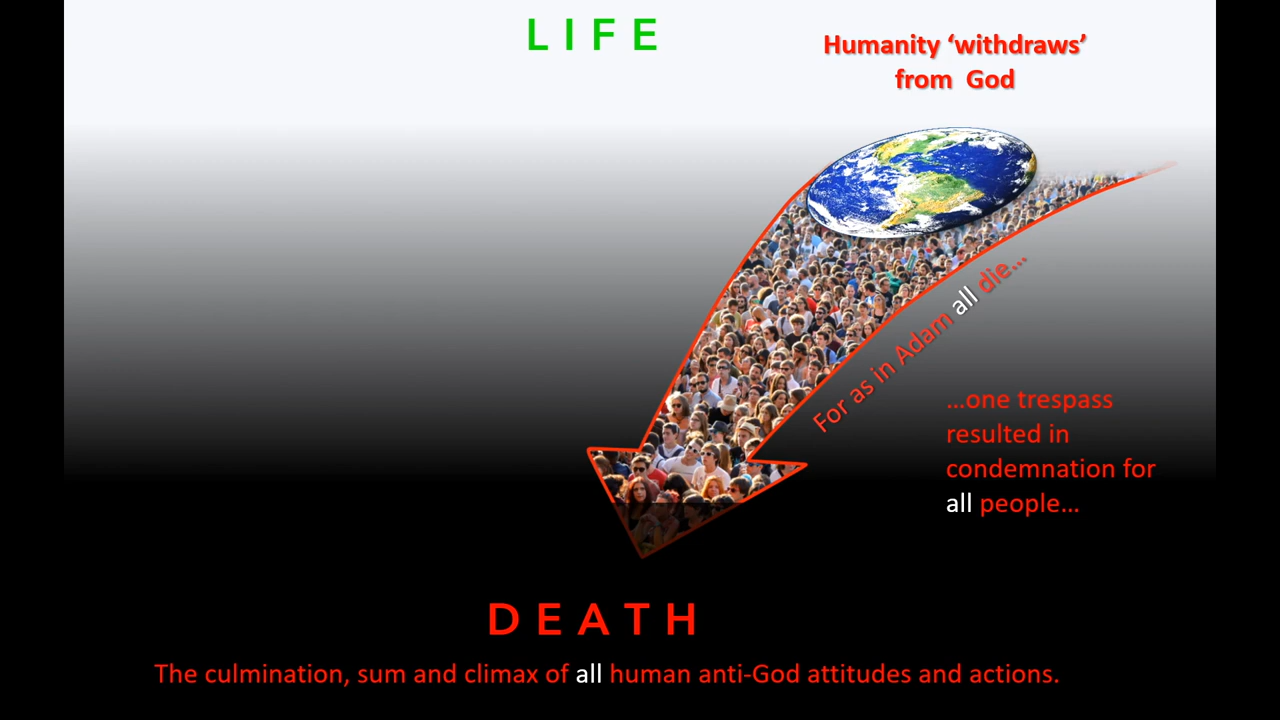 L I F E
Humanity ‘withdraws’
from God
For as in Adam all die...
...one trespass
resulted in
condemnation for
all people...
D E A T H
The culmination, sum and climax of all human anti-God attitudes and actions.